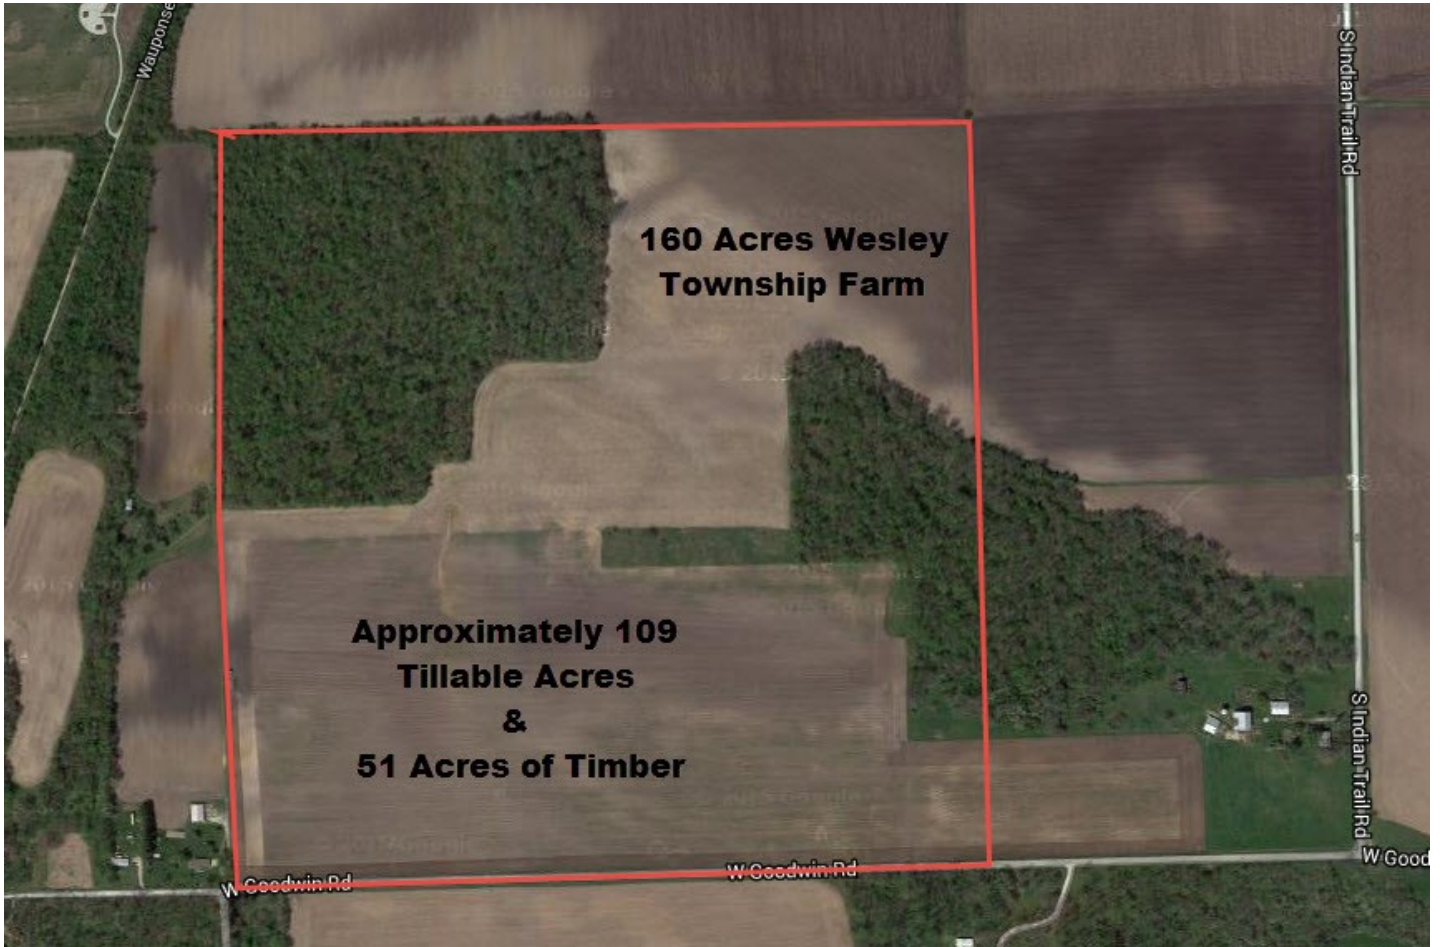 Wauponse
S Indian Trail Rd
160 Acres Wesley
Township Farm
Approximately 109
Tillable Acres
&
51 Acres of Timber
S Indian Trail Rd
W Goodwin Rd
W Goodwin Rd
W Good